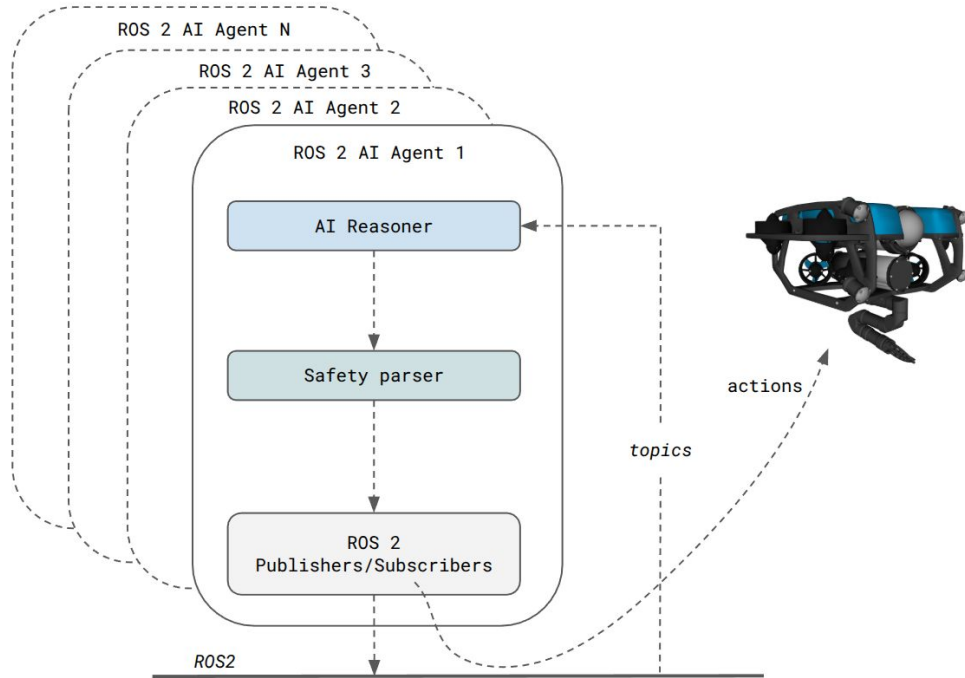 ROS 2 AI Agent N
ROS 2 AI Agent 3
ROS 2 AI Agent 2
ROS 2 AI Agent 1
AI Reasoner
Safety parser
actions
topics
ROS 2
Publishers/Subscribers
ROS2